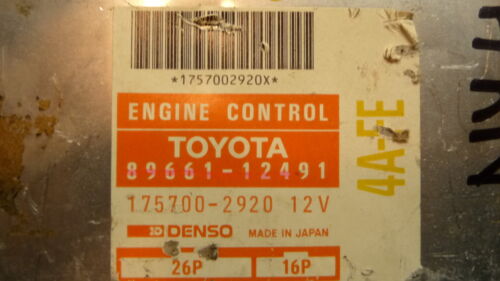 *1757002920X*
ENGINE CONTROL
TOYOTA
89661-12491
175700-2920 12V
DENSO MADE IN JAPAN
26P 16P
4A-FE